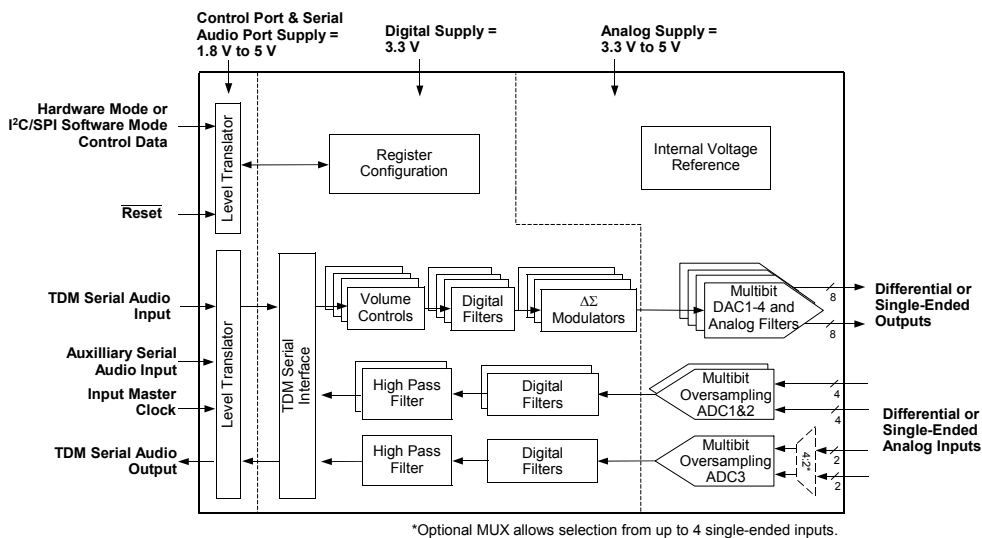 Control Port & Serial
Audio Port Supply =
1.8 V to 5 V
Digital Supply =
3.3 V
Analog Supply =
3.3 V to 5 V
Hardware Mode or
I²C/SPI Software Mode
Control Data
Reset
Level Translator
Register
Configuration
Internal Voltage
Reference
TDM Serial Audio
Input
Auxilliary Serial
Audio Input
Input Master
Clock
TDM Serial Audio
Output
Level Translator
TDM Serial
Interface
Volume
Controls
Digital
Filters
ΔΣ
Modulators
Multibit
DAC1-4 and
Analog Filters
8
8
Differential or
Single-Ended
Outputs
High Pass
Filter
Digital
Filters
Multibit
Oversampling
ADC1&2
4
4
High Pass
Filter
Digital
Filters
Multibit
Oversampling
ADC3
4:2*
2
2
Differential or
Single-Ended
Analog Inputs
*Optional MUX allows selection from up to 4 single-ended inputs.